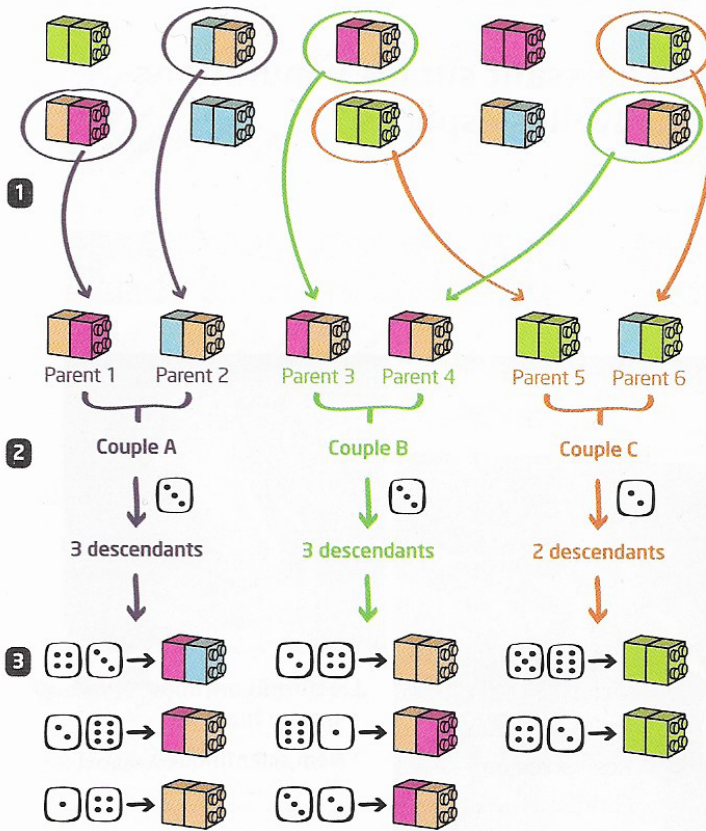 1
Parent 1 Parent 2 Parent 3 Parent 4 Parent 5 Parent 6
2
Couple A Couple B Couple C
3 descendants 3 descendants 2 descendants
3